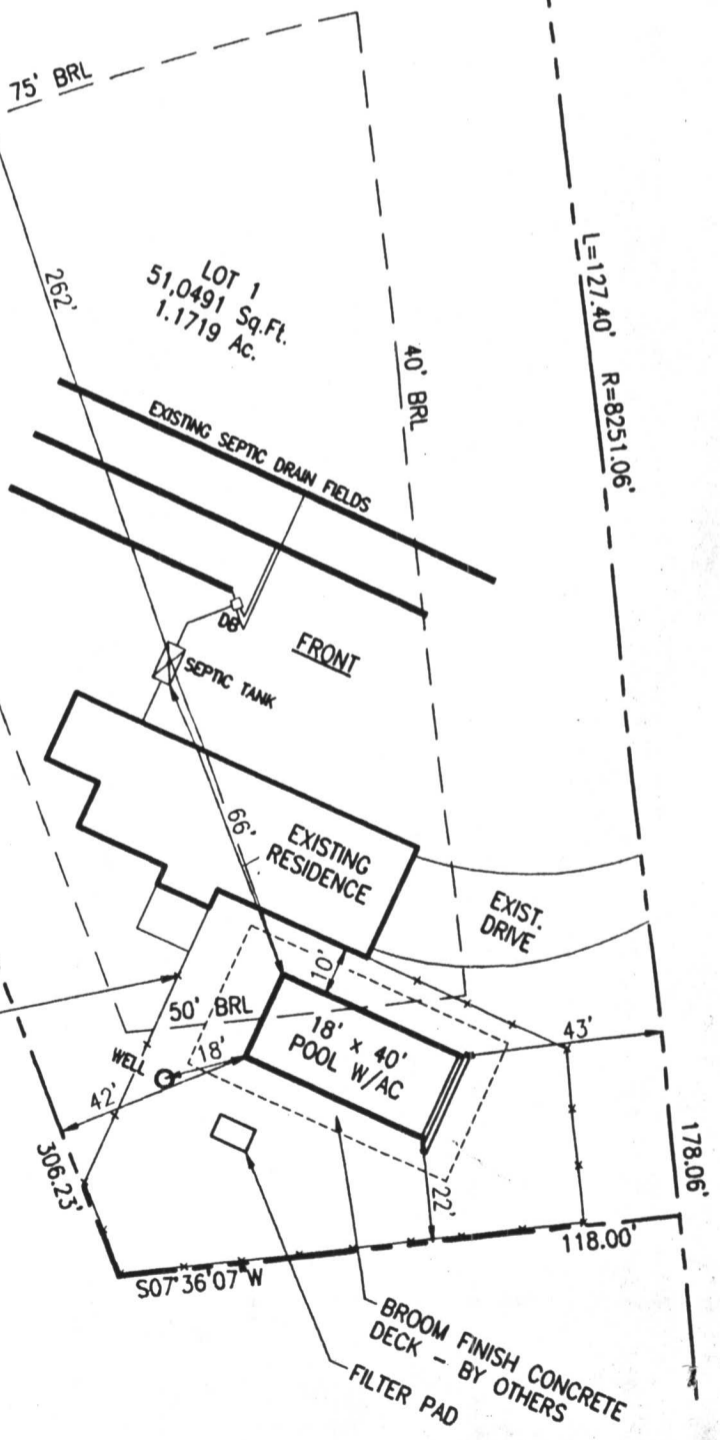 75' BRL
262'
LOT 1
51,0491 Sq.Ft.
1.1719 Ac.
L=127.40' R=8251.06'
40' BRL
EXISTING SEPTIC DRAIN FIELDS
DB
FRONT
SEPTIC TANK
66'
EXISTING
RESIDENCE
EXIST.
DRIVE
10'
50' BRL
18' x 40'
POOL W/AC
43'
WELL
18'
42'
306.23'
178.06'
22'
118.00'
S07°36'07"W
BROOM FINISH CONCRETE
DECK - BY OTHERS
FILTER PAD